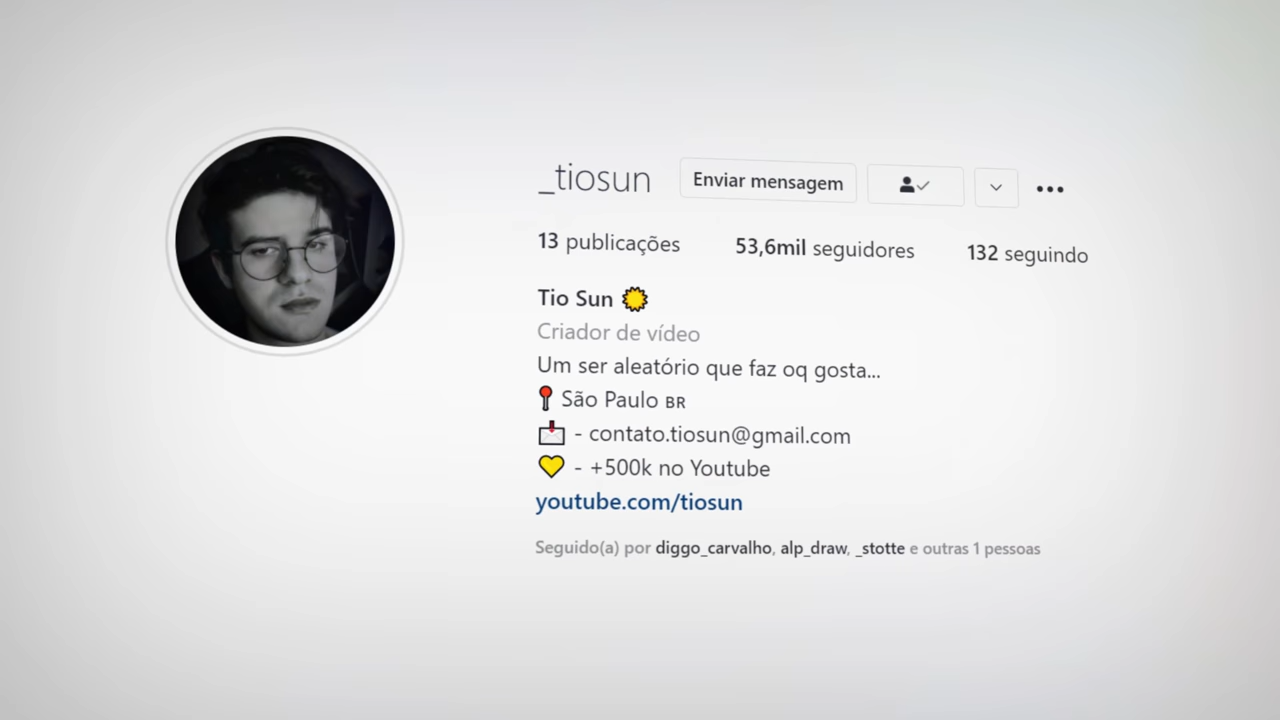 _tiosun Enviar mensagem
13 publicações 53,6mil seguidores 132 seguindo
Tio Sun
Criador de vídeo
Um ser aleatório que faz oq gosta...
São Paulo BR
- contato.tiosun@gmail.com
- +500k no Youtube
youtube.com/tiosun
Seguido(a) por diggo_carvalho, alp_draw, _stotte e outras 1 pessoas